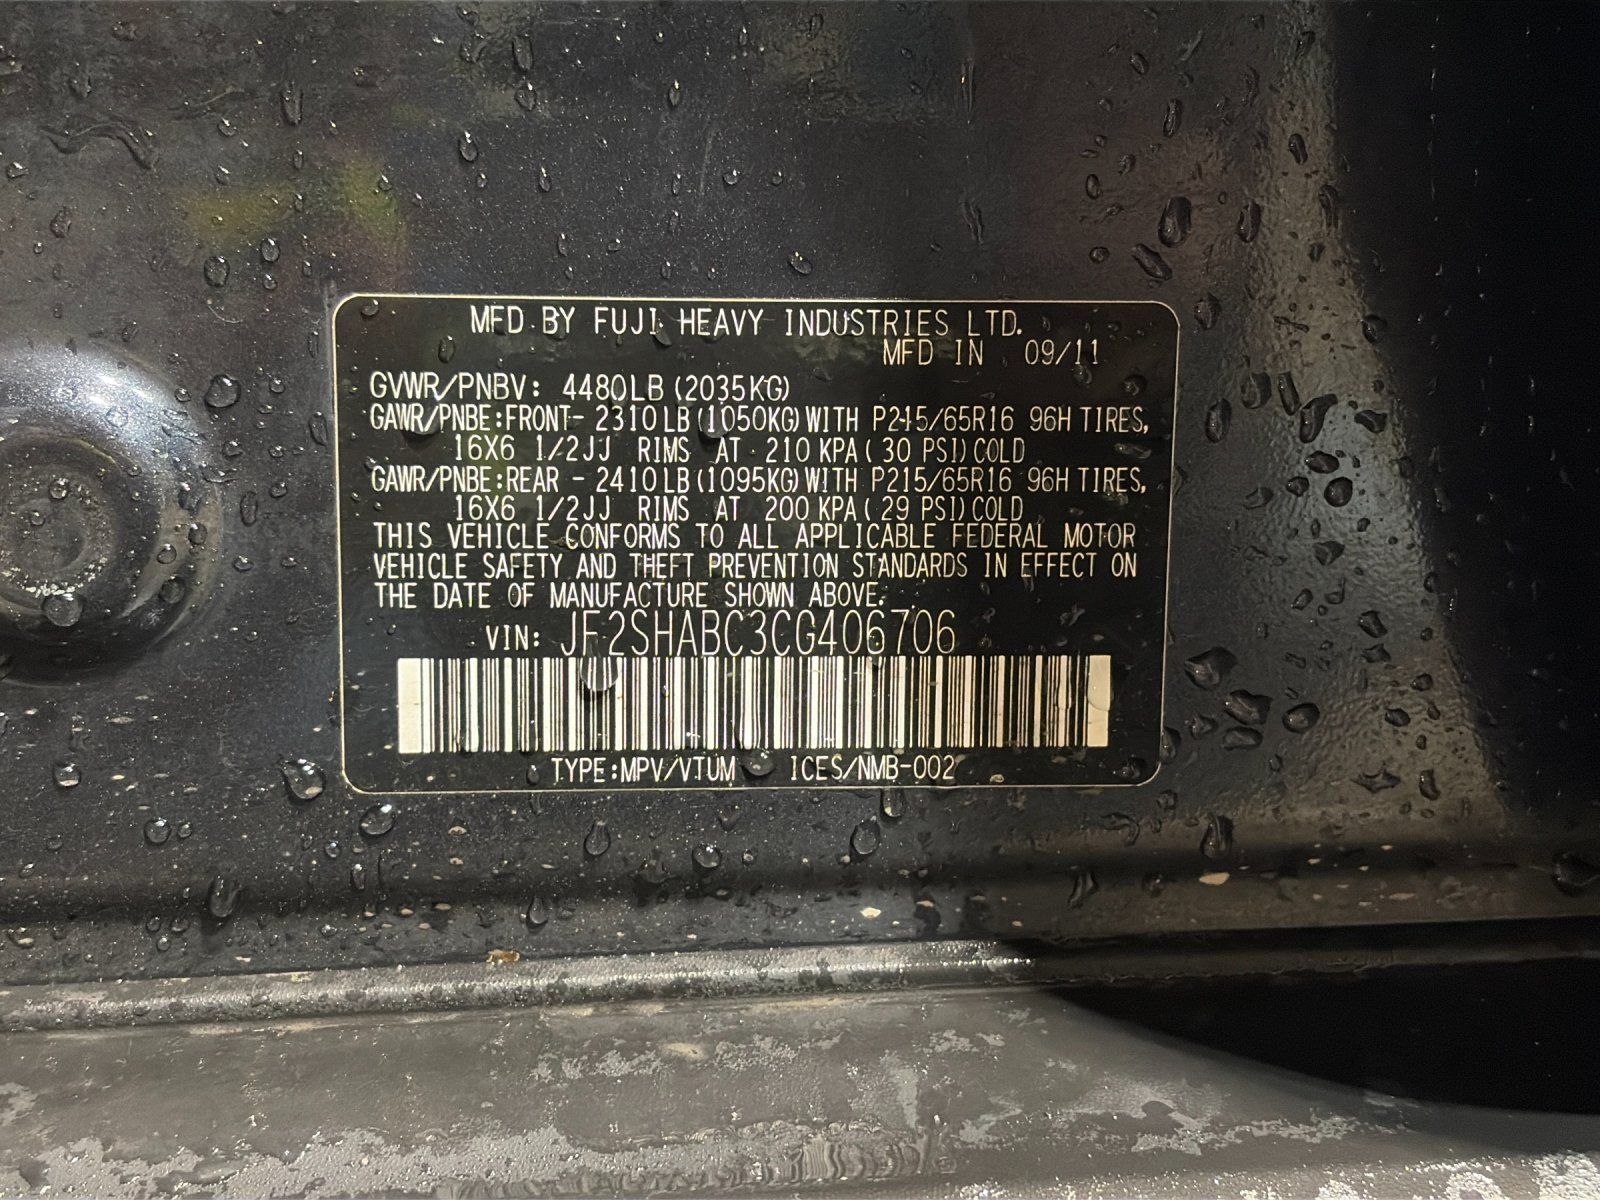 MFD.BY FUJI HEAVY INDUSTRIES LTD.
MFD IN 09/11
GVWR/PNBV: 4480LB(2035KG)
GAWR/PNBE:FRONT- 2310LB(1050KG)WITH P215/65R16 96H TIRES,
16X6 1/2JJ RIMS AT 210 KPA(30 PSI)COLD
GAWR/PNBE:REAR - 2410LB(1095KG)WITH P215/65R16 96H TIRES,
16X6 1/2JJ RIMS AT 200 KPA(29 PSI)COLD
THIS VEHICLE CONFORMS TO ALL APPLICABLE FEDERAL MOTOR
VEHICLE SAFETY AND THEFT PREVENTION STANDARDS IN EFFECT ON
THE DATE OF MANUFACTURE SHOWN ABOVE.
VIN: JF2SHABC3CG406706
TYPE:MPV/VTUM ICES/NMB-002